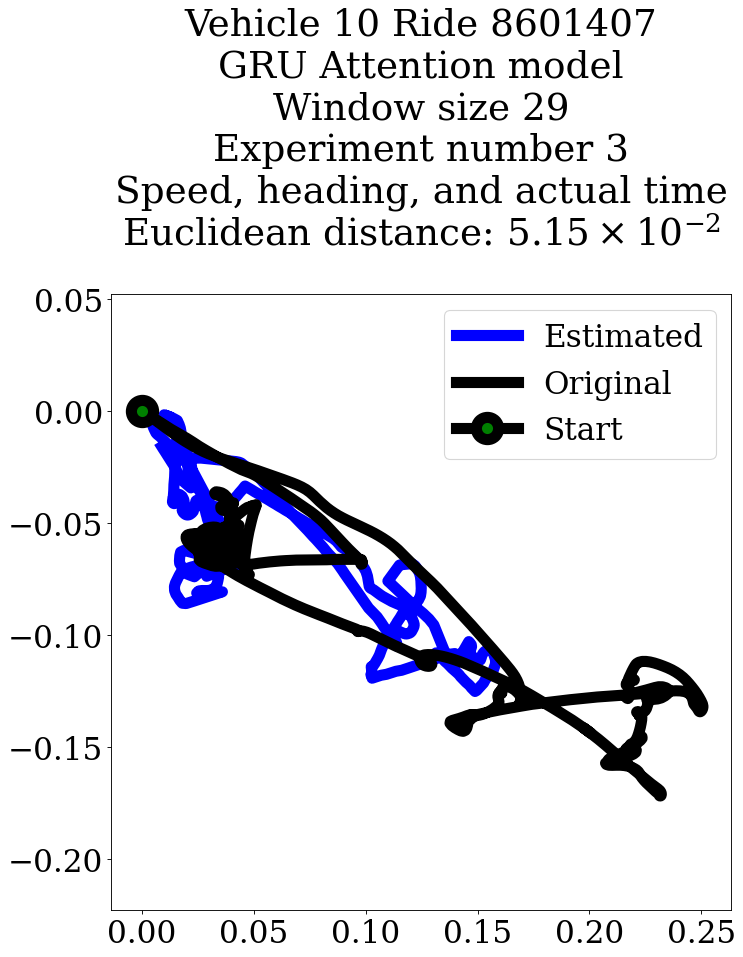 Vehicle 10 Ride 8601407
GRU Attention model
Window size 29
Experiment number 3
Speed, heading, and actual time
Euclidean distance: 5.15 × 10⁻²
0.05
0.00
−0.05
−0.10
−0.15
−0.20
Estimated
Original
Start
0.00 0.05 0.10 0.15 0.20 0.25